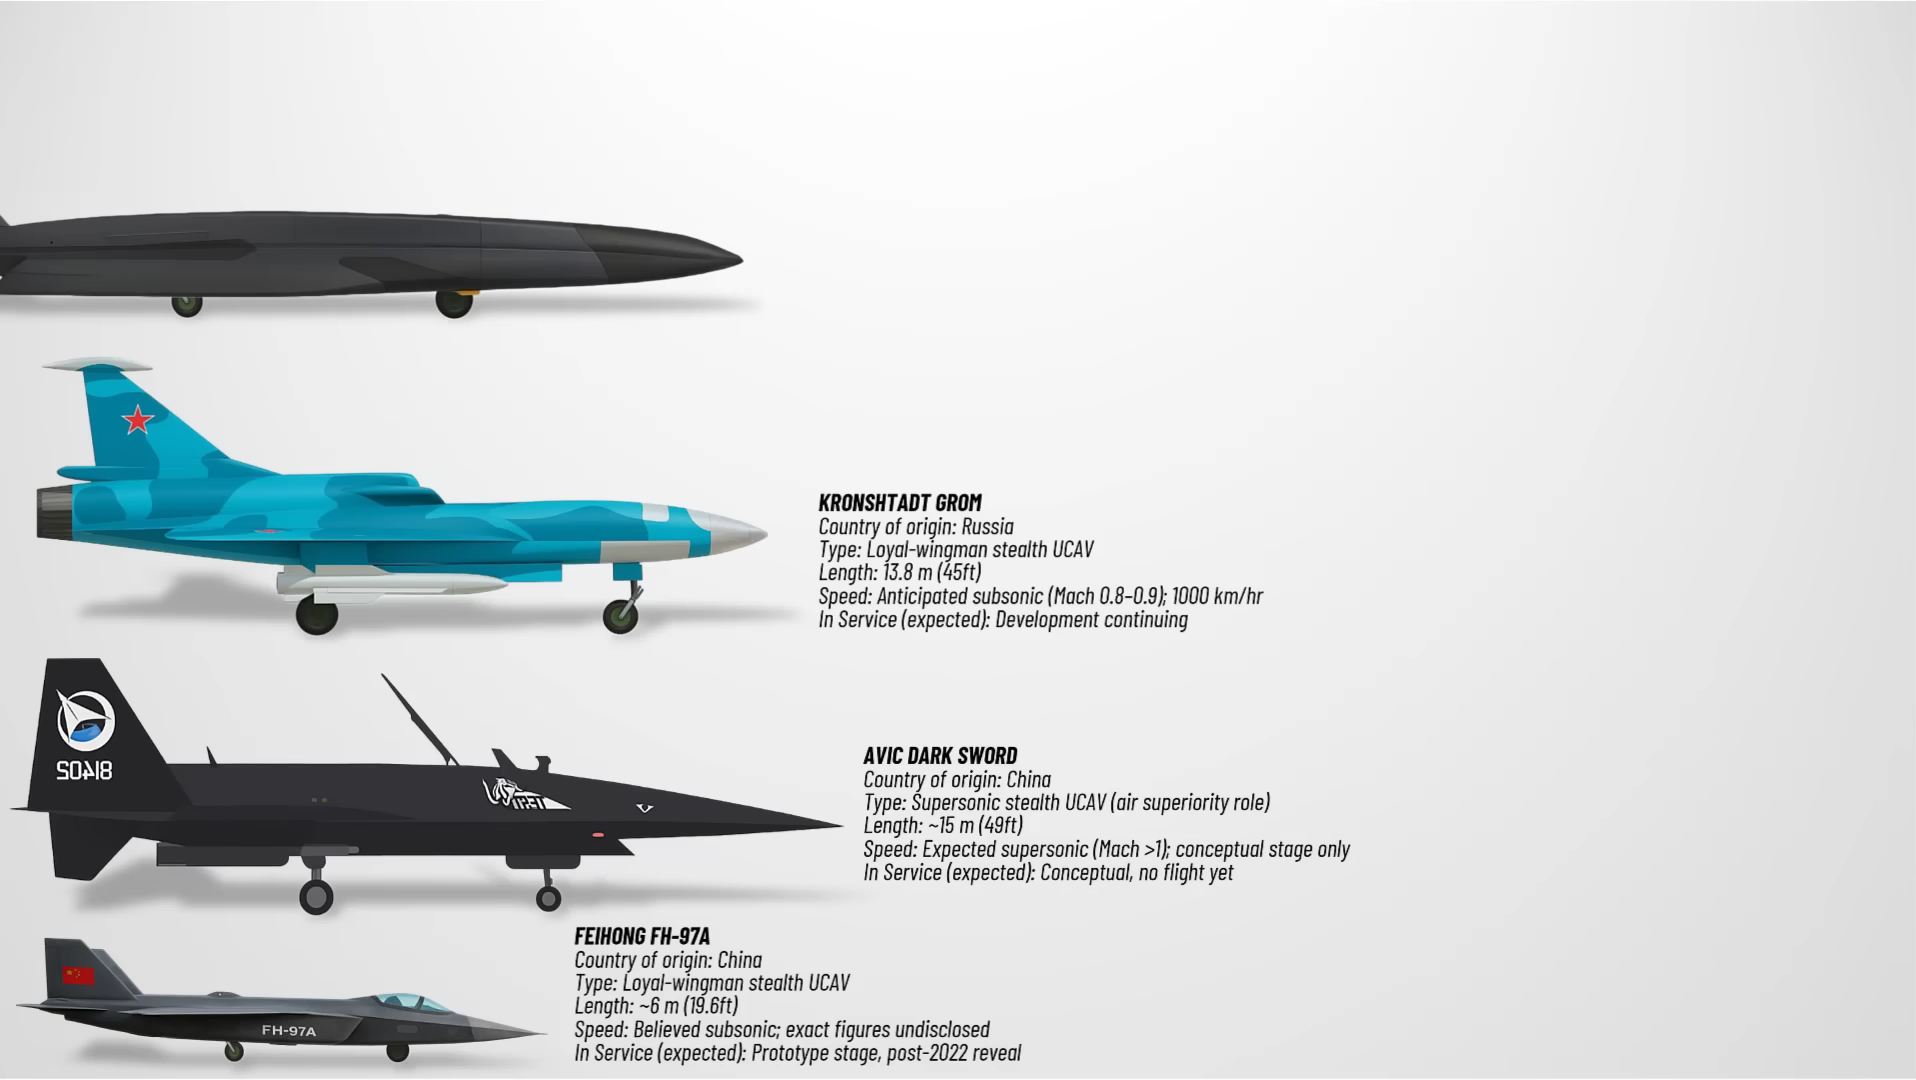 KRONSHTADT GROM
Country of origin: Russia
Type: Loyal-wingman stealth UCAV
Length: 13.8 m (45ft)
Speed: Anticipated subsonic (Mach 0.8–0.9); 1000 km/hr
In Service (expected): Development continuing
81402
AVIC DARK SWORD
Country of origin: China
Type: Supersonic stealth UCAV (air superiority role)
Length: ~15 m (49ft)
Speed: Expected supersonic (Mach >1); conceptual stage only
In Service (expected): Conceptual, no flight yet
FEIHONG FH-97A
Country of origin: China
Type: Loyal-wingman stealth UCAV
Length: ~6 m (19.6ft)
Speed: Believed subsonic; exact figures undisclosed
In Service (expected): Prototype stage, post-2022 reveal
FH-97A